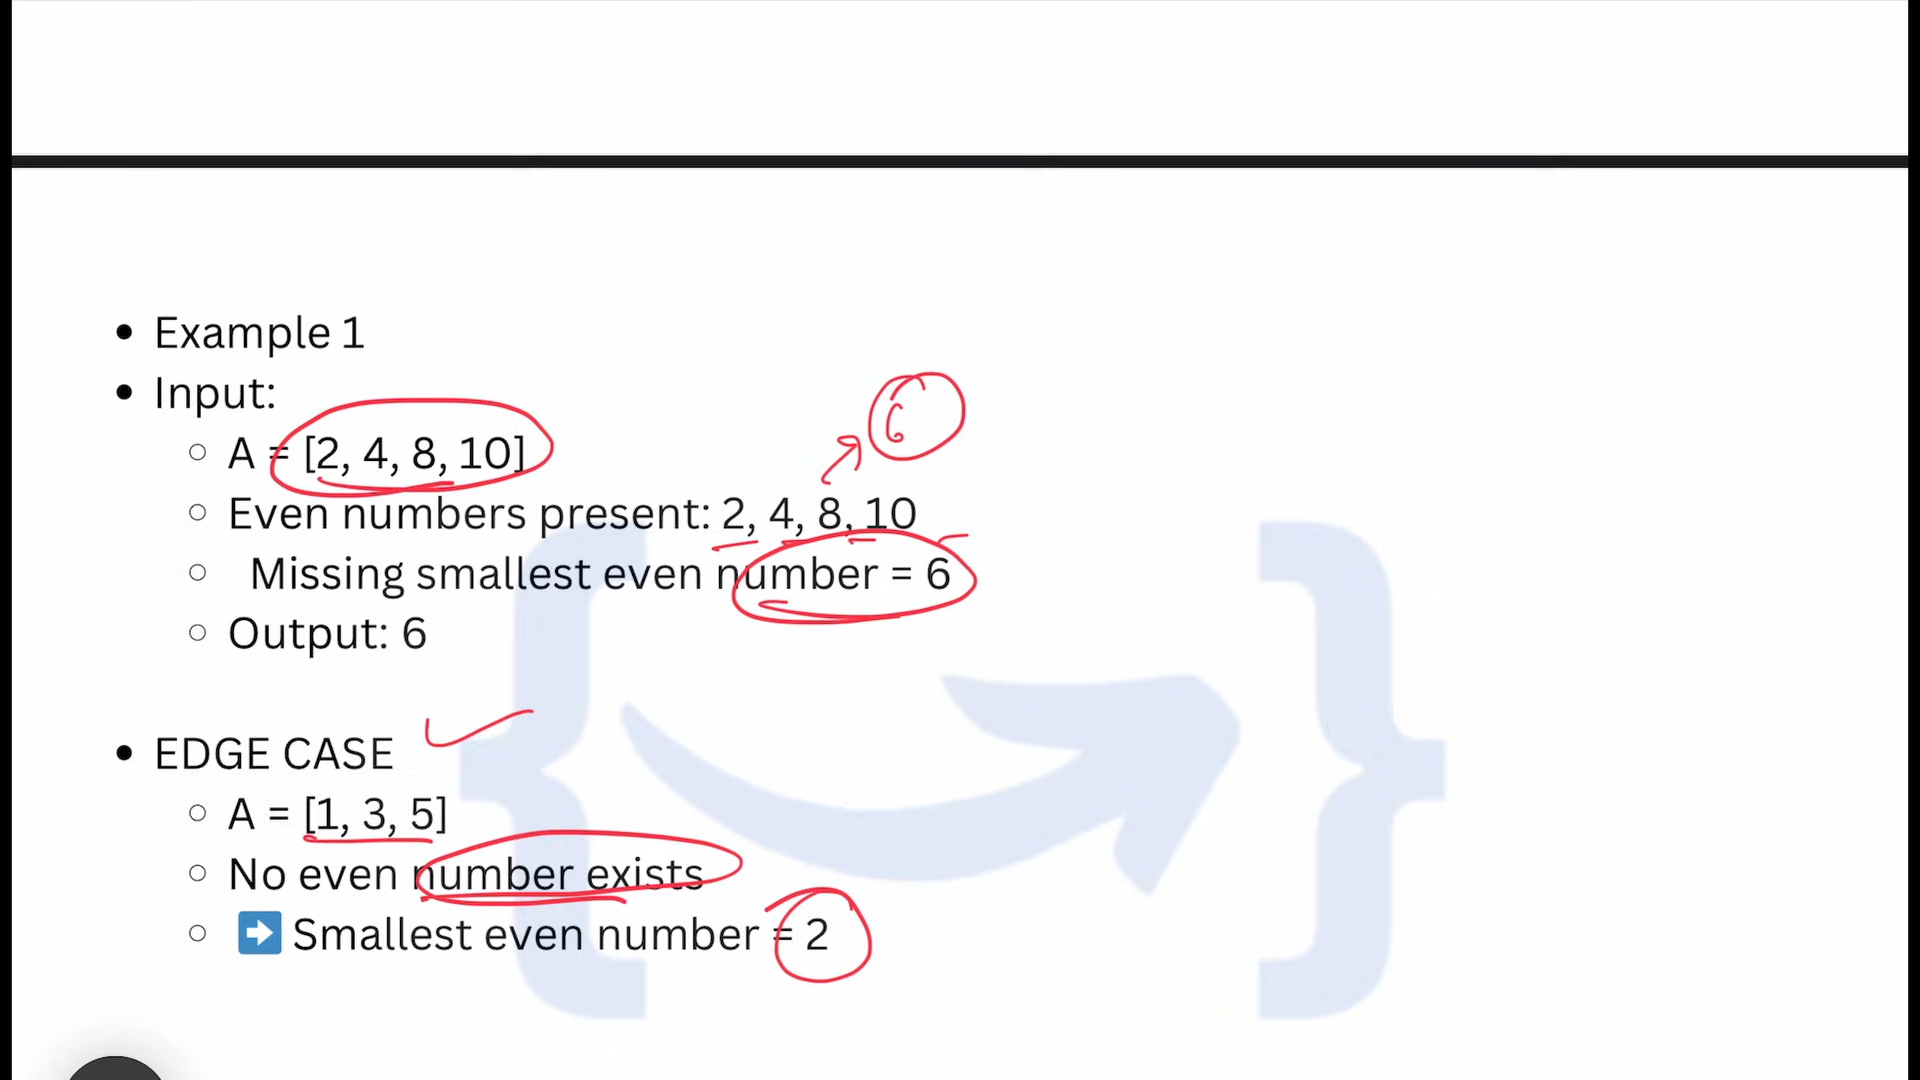 Example 1
Input:
6
A = [2, 4, 8, 10]
Even numbers present: 2, 4, 8, 10
Missing smallest even number = 6
Output: 6
EDGE CASE
A = [1, 3, 5]
No even number exists
➡ Smallest even number = 2